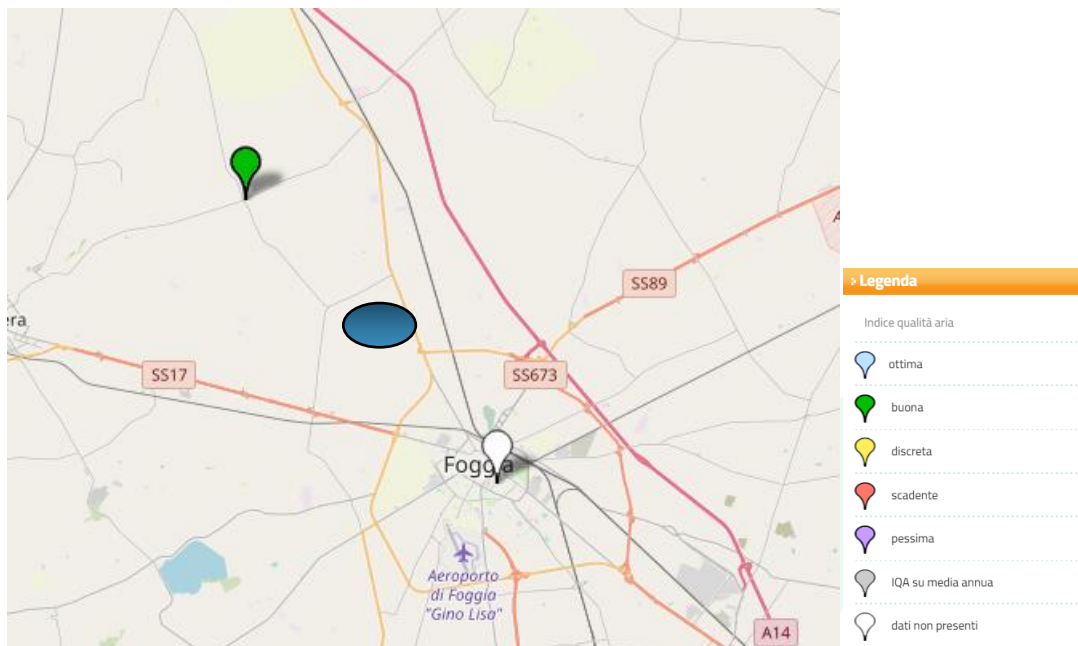 SS89
era
SS17
SS673
Foggia
Aeroporto
di Foggia
"Gino Lisa"
A14
Legenda
Indice qualità aria
ottima
buona
discreta
scadente
pessima
IQA su media annua
dati non presenti